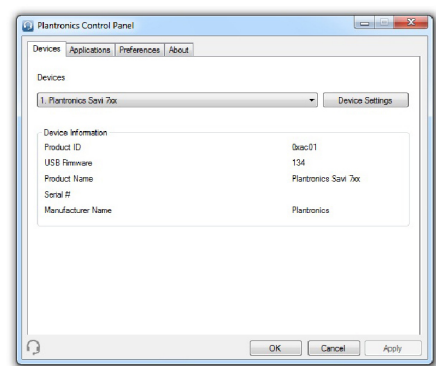 Plantronics Control Panel
Devices Applications Preferences About
Devices
1. Plantronics Savi 7xx Device Settings
Device Information
Product ID 0xac01
USB Firmware 134
Product Name Plantronics Savi 7xx
Serial #
Manufacturer Name Plantronics
OK Cancel Apply